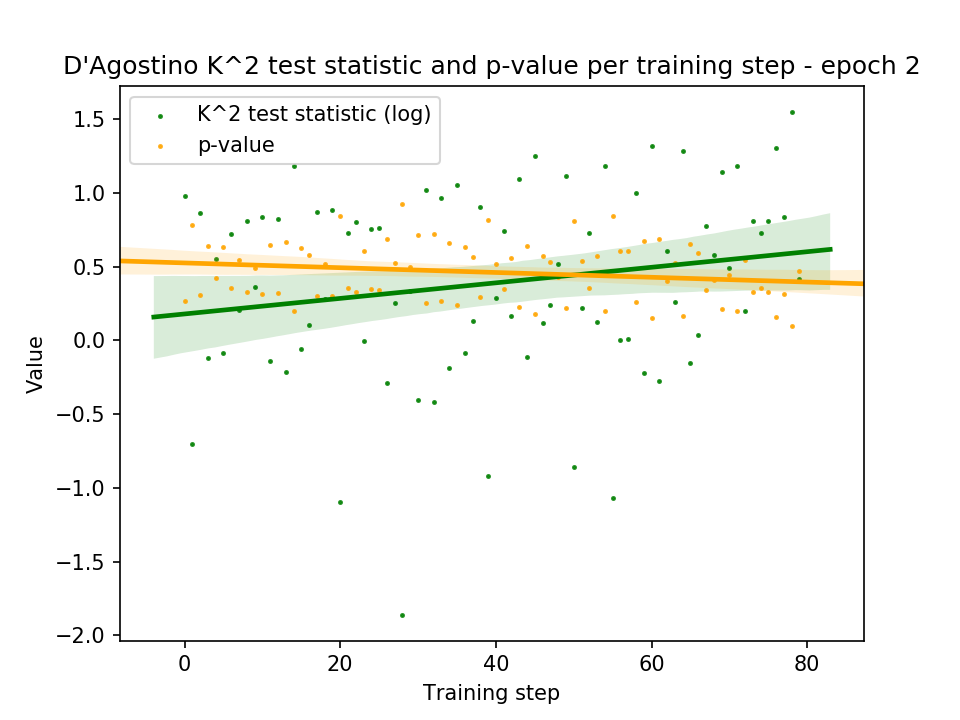 D'Agostino K^2 test statistic and p-value per training step - epoch 2
K^2 test statistic (log)
p-value
1.5
1.0
0.5
0.0
−0.5
−1.0
−1.5
−2.0
Value
0 20 40 60 80
Training step